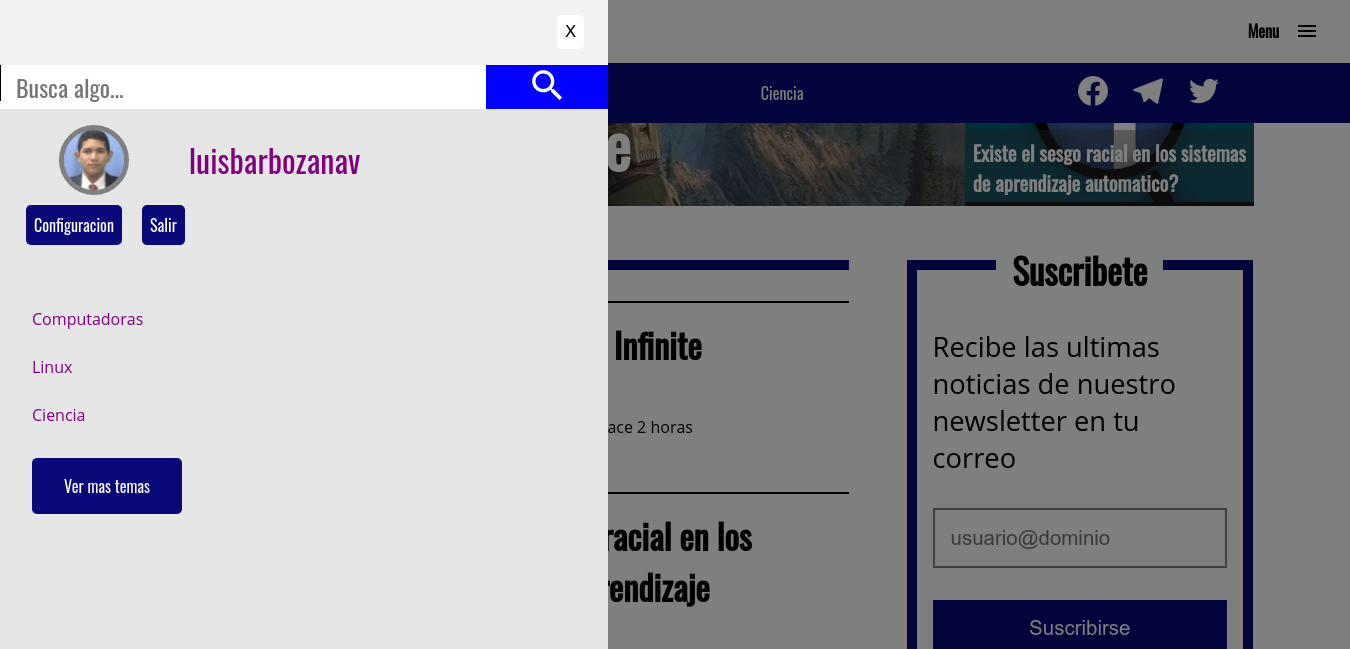 X
Menu
Busca algo...
Ciencia
luisbarbozanav
Configuracion
Salir
Computadoras
Linux
Ciencia
Ver mas temas
e
Existe el sesgo racial en los sistemas
de aprendizaje automatico?
Infinite
ace 2 horas
racial en los
endizaje
Suscribete
Recibe las ultimas
noticias de nuestro
newsletter en tu
correo
usuario@dominio
Suscribirse